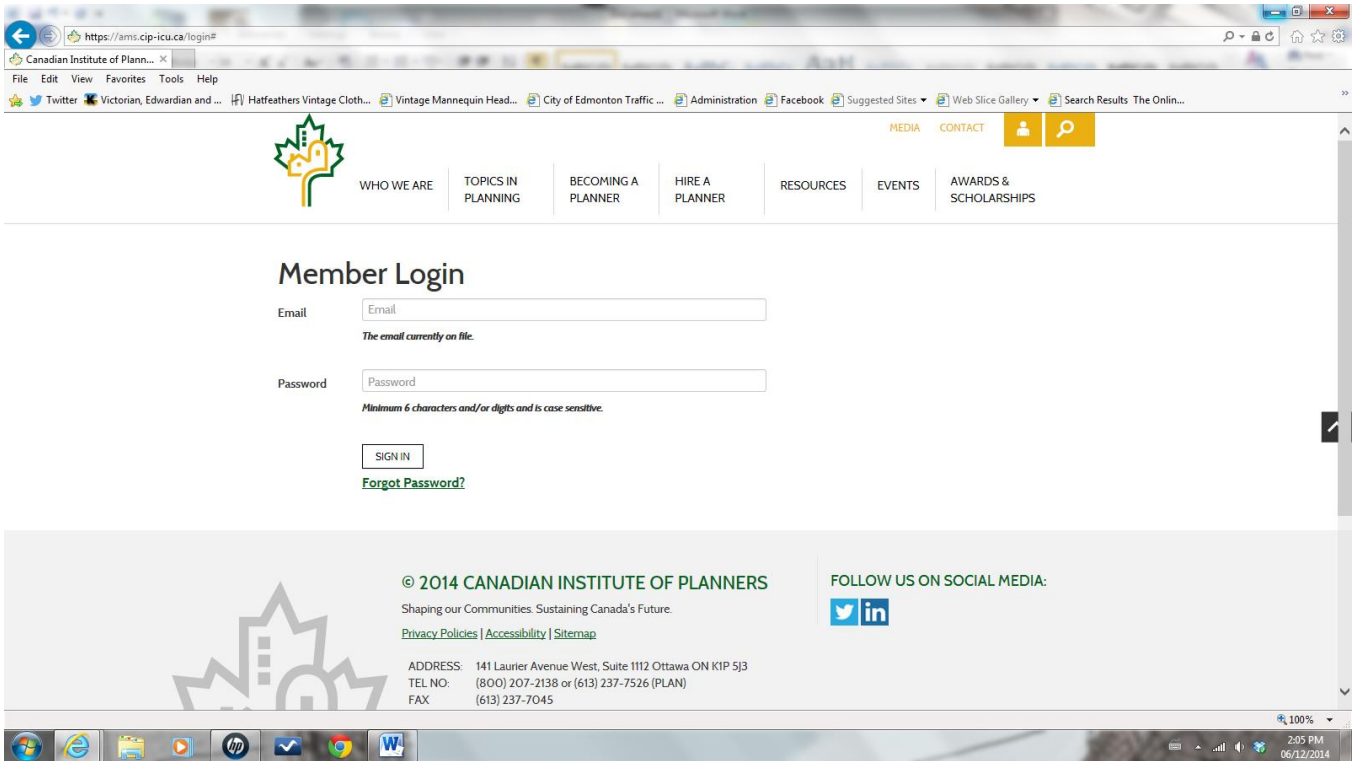 https://ams.cip-icu.ca/login#
Canadian Institute of Plann...
File Edit View Favorites Tools Help
Twitter Victorian, Edwardian and ... Hatfeathers Vintage Cloth... Vintage Mannequin Head... City of Edmonton Traffic ... Administration Facebook Suggested Sites Web Slice Gallery Search Results The Onlin...
MEDIA CONTACT
WHO WE ARE
TOPICS IN
PLANNING
BECOMING A
PLANNER
HIRE A
PLANNER
RESOURCES
EVENTS
AWARDS &
SCHOLARSHIPS
Member Login
Email Email
The email currently on file.
Password Password
Minimum 6 characters and/or digits and is case sensitive.
SIGN IN
Forgot Password?
© 2014 CANADIAN INSTITUTE OF PLANNERS
Shaping our Communities. Sustaining Canada's Future.
Privacy Policies | Accessibility | Sitemap
ADDRESS: 141 Laurier Avenue West, Suite 1112 Ottawa ON K1P 5J3
TEL NO: (800) 207-2138 or (613) 237-7526 (PLAN)
FAX (613) 237-7045
FOLLOW US ON SOCIAL MEDIA:
in
100%
hp
W
2:05 PM
06/12/2014